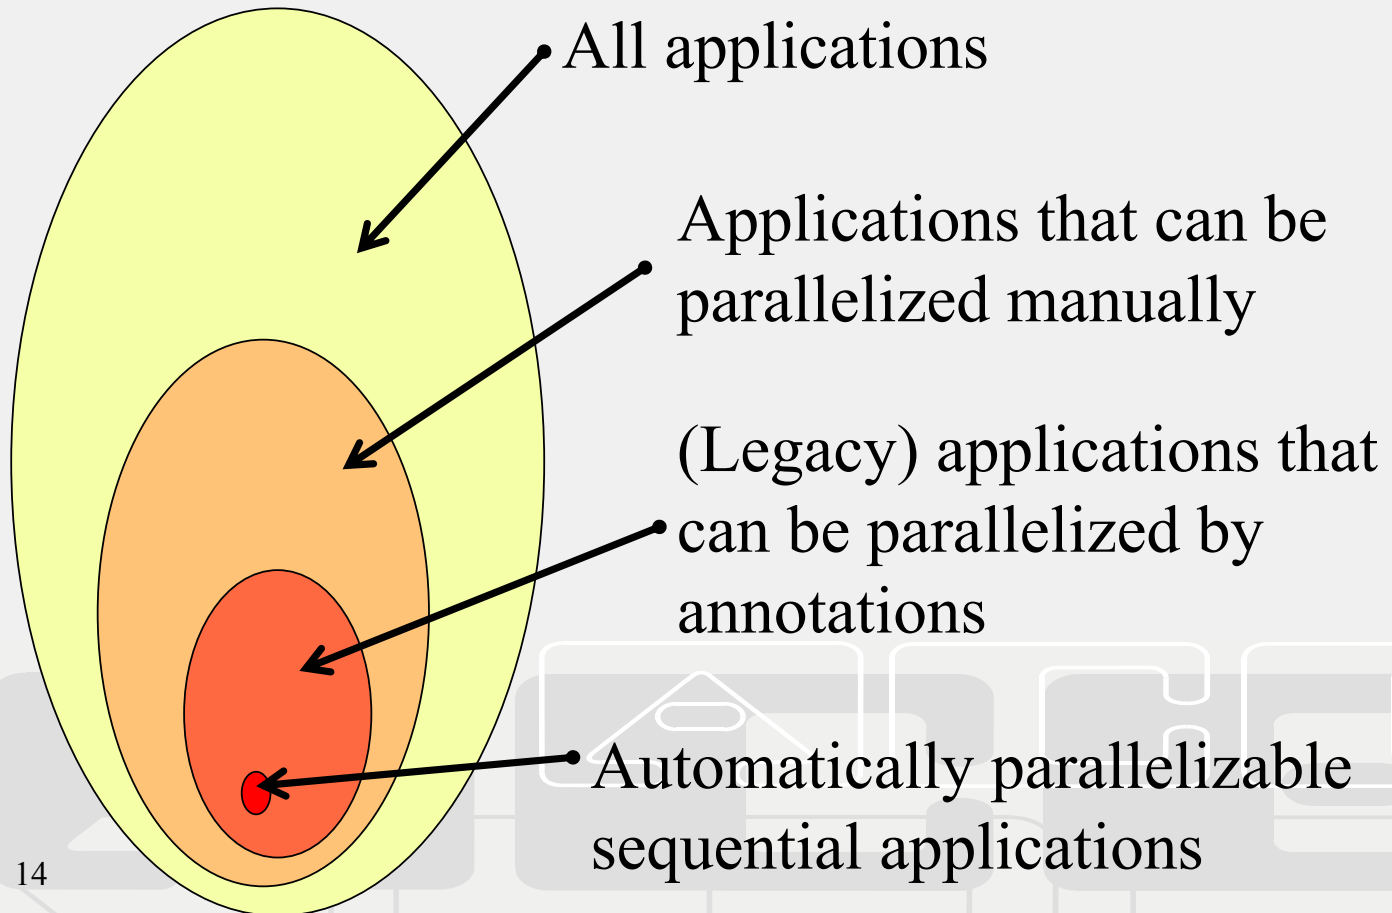 All applications
Applications that can be
parallelized manually
(Legacy) applications that
can be parallelized by
annotations
Automatically parallelizable
sequential applications
14